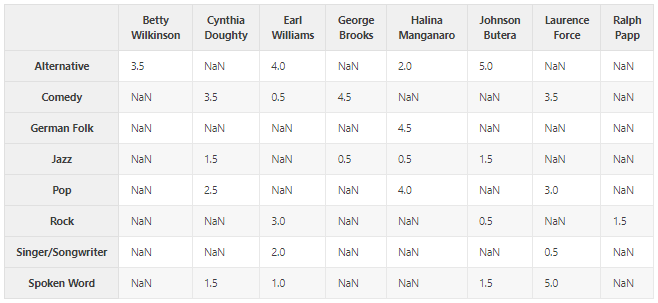 Betty Wilkinson Cynthia Doughty Earl Williams George Brooks Halina Manganaro Johnson Butera Laurence Force Ralph Papp
Alternative 3.5 NaN 4.0 NaN 2.0 5.0 NaN NaN
Comedy NaN 3.5 0.5 4.5 NaN NaN 3.5 NaN
German Folk NaN NaN NaN NaN 4.5 NaN NaN NaN
Jazz NaN 1.5 NaN 0.5 0.5 1.5 NaN NaN
Pop NaN 2.5 NaN NaN 4.0 NaN 3.0 NaN
Rock NaN NaN 3.0 NaN NaN 0.5 NaN 1.5
Singer/Songwriter NaN NaN 2.0 NaN NaN NaN 0.5 NaN
Spoken Word NaN 1.5 1.0 NaN NaN 1.5 5.0 NaN